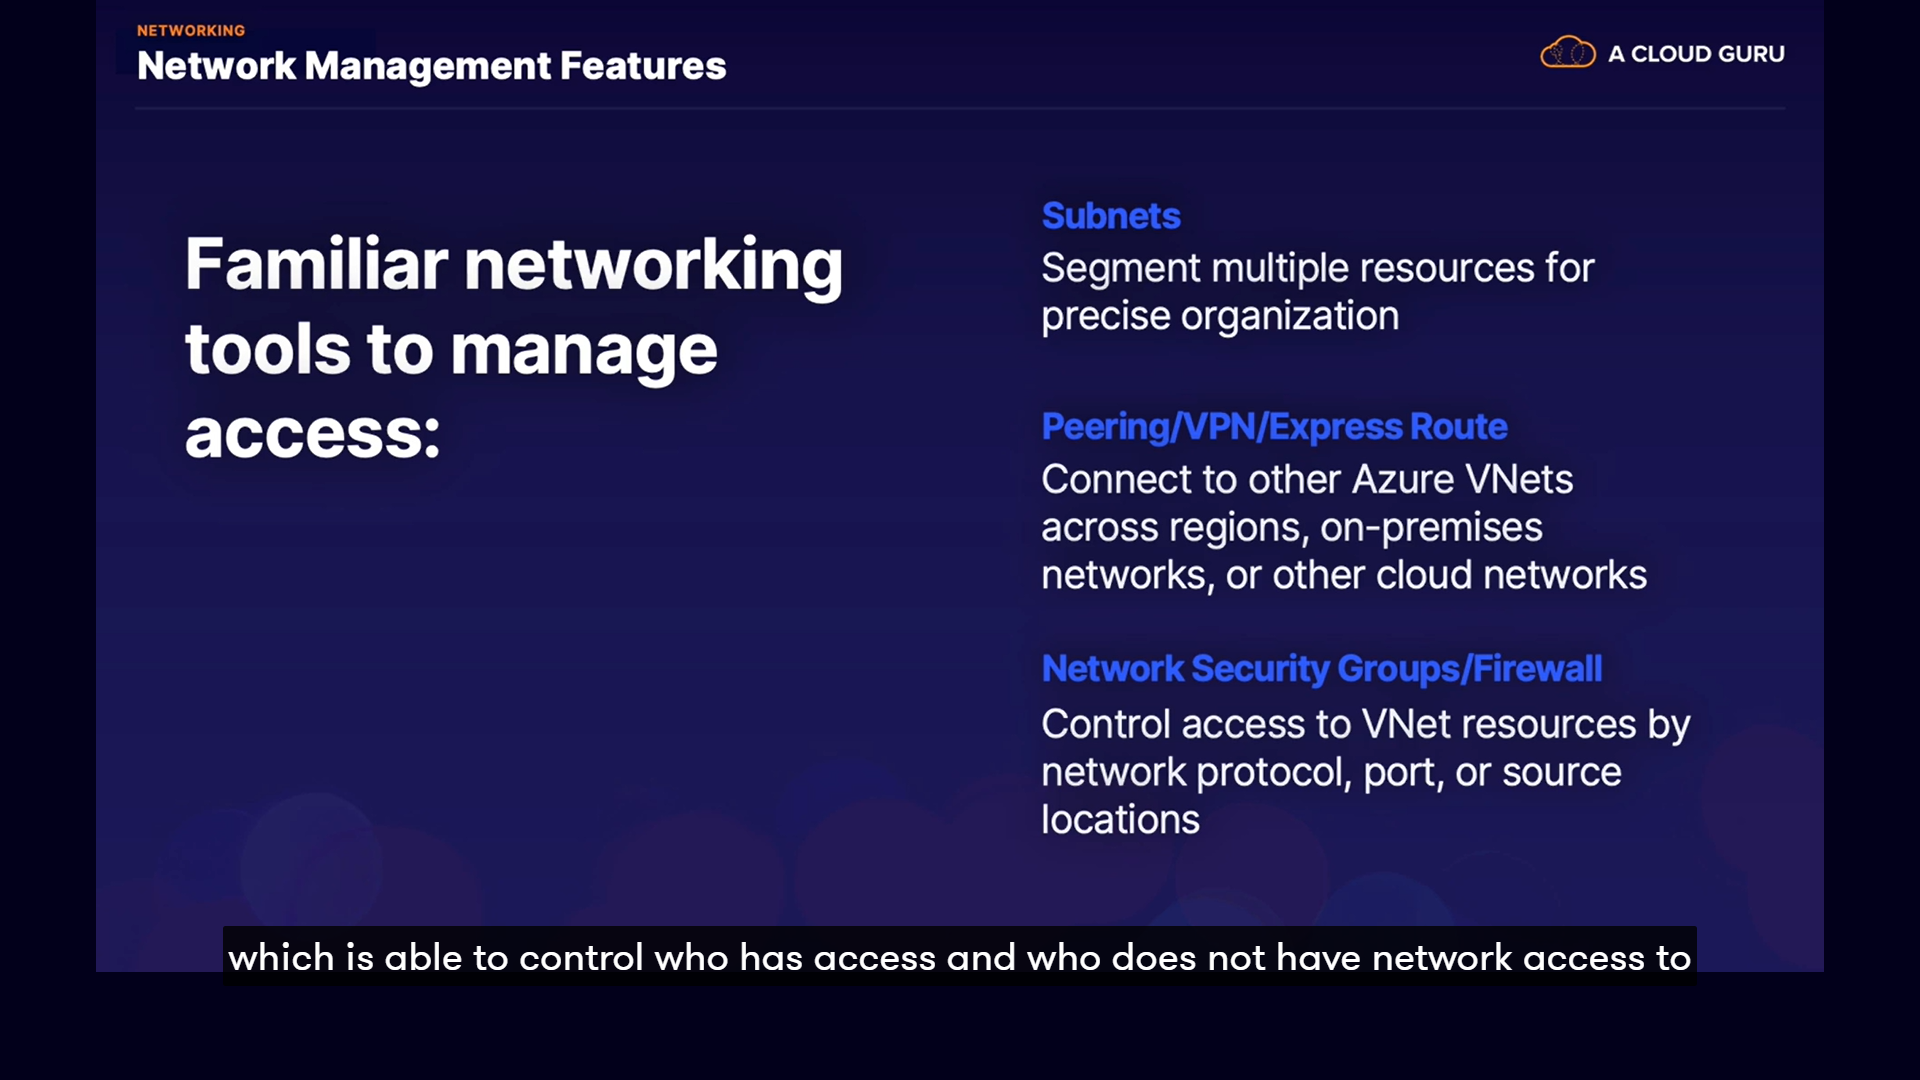 NETWORKING
Network Management Features
A CLOUD GURU
Familiar networking
tools to manage
access:
Subnets
Segment multiple resources for
precise organization
Peering/VPN/Express Route
Connect to other Azure VNets
across regions, on-premises
networks, or other cloud networks
Network Security Groups/Firewall
Control access to VNet resources by
network protocol, port, or source
locations
which is able to control who has access and who does not have network access to